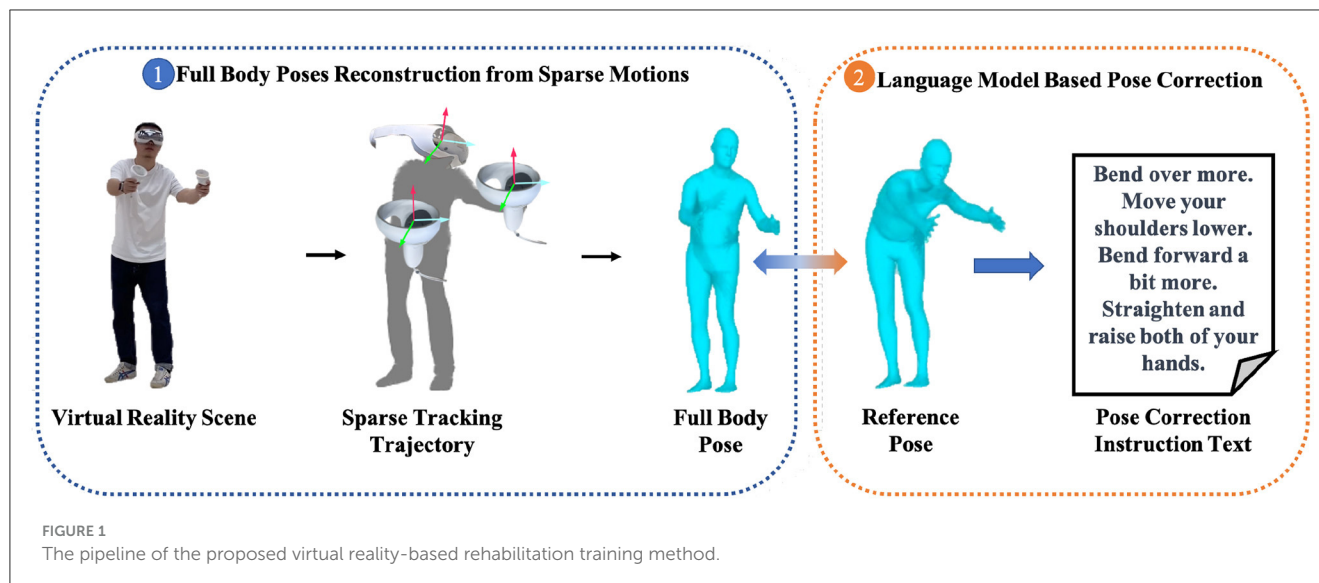 1 Full Body Poses Reconstruction from Sparse Motions
2 Language Model Based Pose Correction
Bend over more.
Move your
shoulders lower.
Bend forward a
bit more.
Straighten and
raise both of your
hands.
Virtual Reality Scene
Sparse Tracking
Trajectory
Full Body
Pose
Reference
Pose
Pose Correction
Instruction Text
FIGURE 1
The pipeline of the proposed virtual reality-based rehabilitation training method.